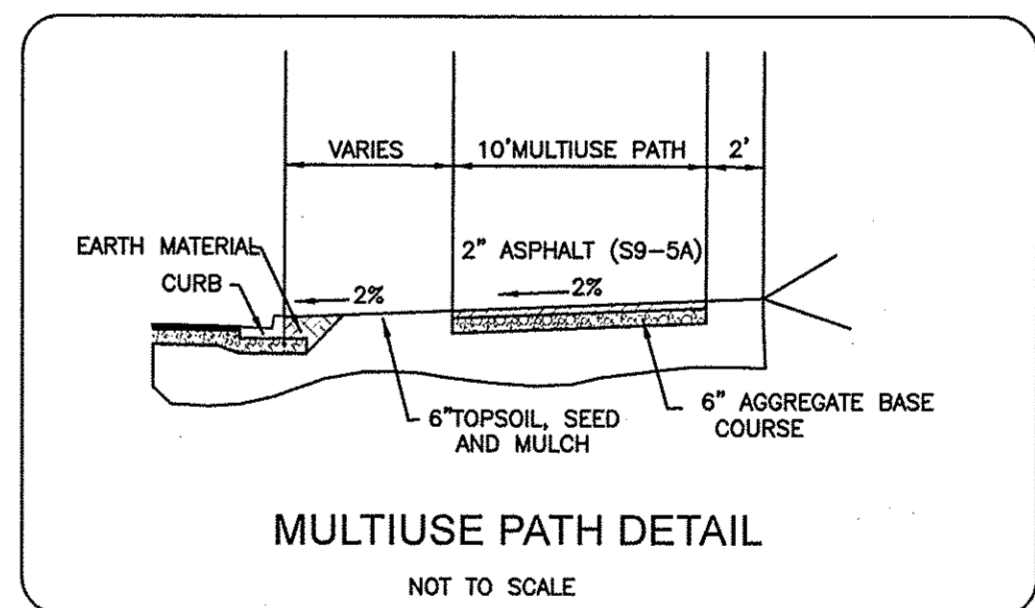 VARIES
10'MULTIUSE PATH
2'
EARTH MATERIAL
CURB
2" ASPHALT (S9-5A)
2%
2%
6"TOPSOIL, SEED
AND MULCH
6" AGGREGATE BASE
COURSE
MULTIUSE PATH DETAIL
NOT TO SCALE